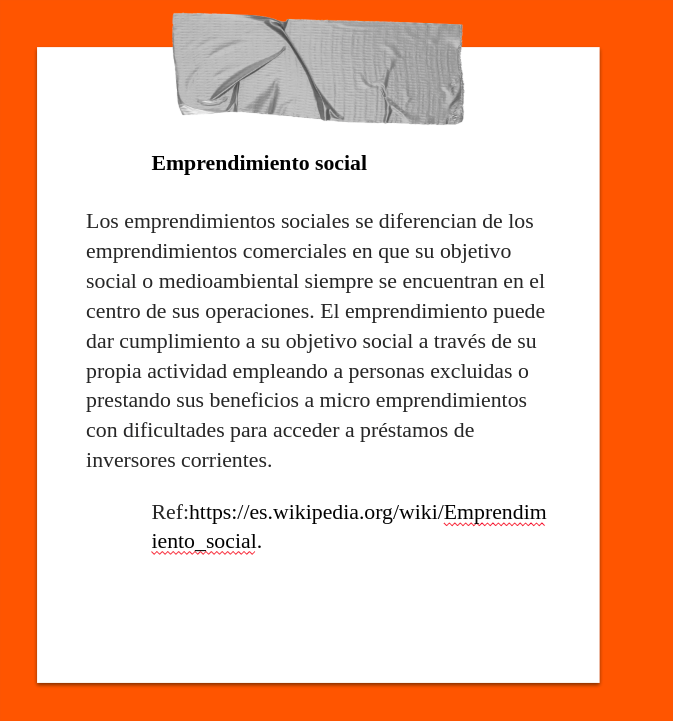 Emprendimiento social
Los emprendimientos sociales se diferencian de los
emprendimientos comerciales en que su objetivo
social o medioambiental siempre se encuentran en el
centro de sus operaciones. El emprendimiento puede
dar cumplimiento a su objetivo social a través de su
propia actividad empleando a personas excluidas o
prestando sus beneficios a micro emprendimientos
con dificultades para acceder a préstamos de
inversores corrientes.
Ref:https://es.wikipedia.org/wiki/Emprendim
iento_social.